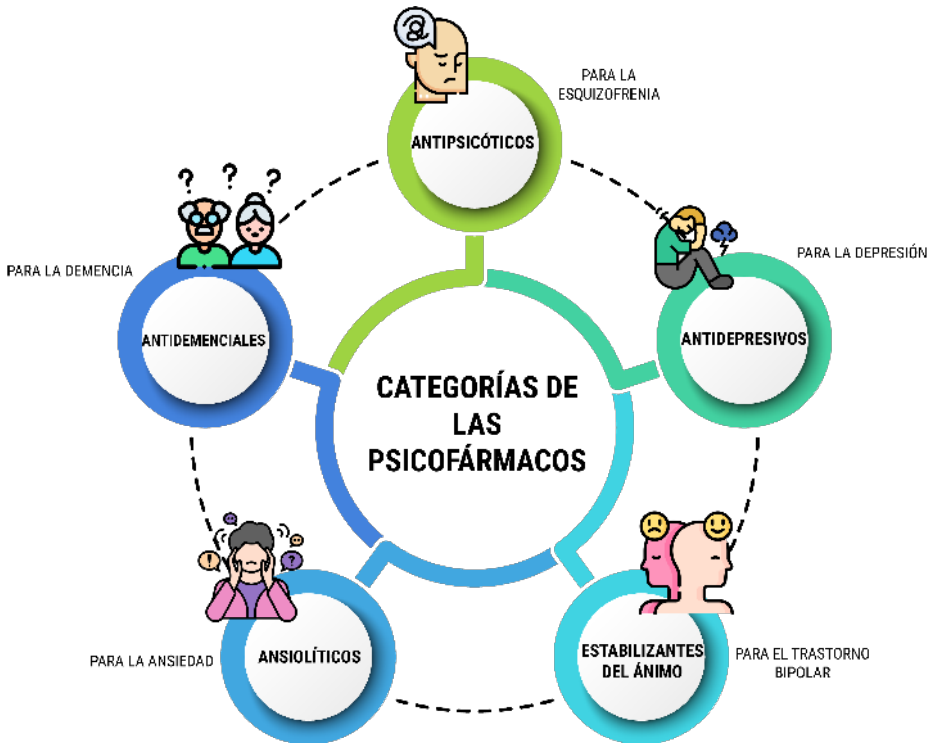 PARA LA
ESQUIZOFRENIA
ANTIPSICÓTICOS
? ? ?
PARA LA DEMENCIA
PARA LA DEPRESIÓN
ANTIDEMENCIALES
ANTIDEPRESIVOS
CATEGORÍAS DE
LAS
PSICOFÁRMACOS
! ?
PARA LA ANSIEDAD
ANSIOLÍTICOS
ESTABILIZANTES
DEL ÁNIMO
PARA EL TRASTORNO
BIPOLAR